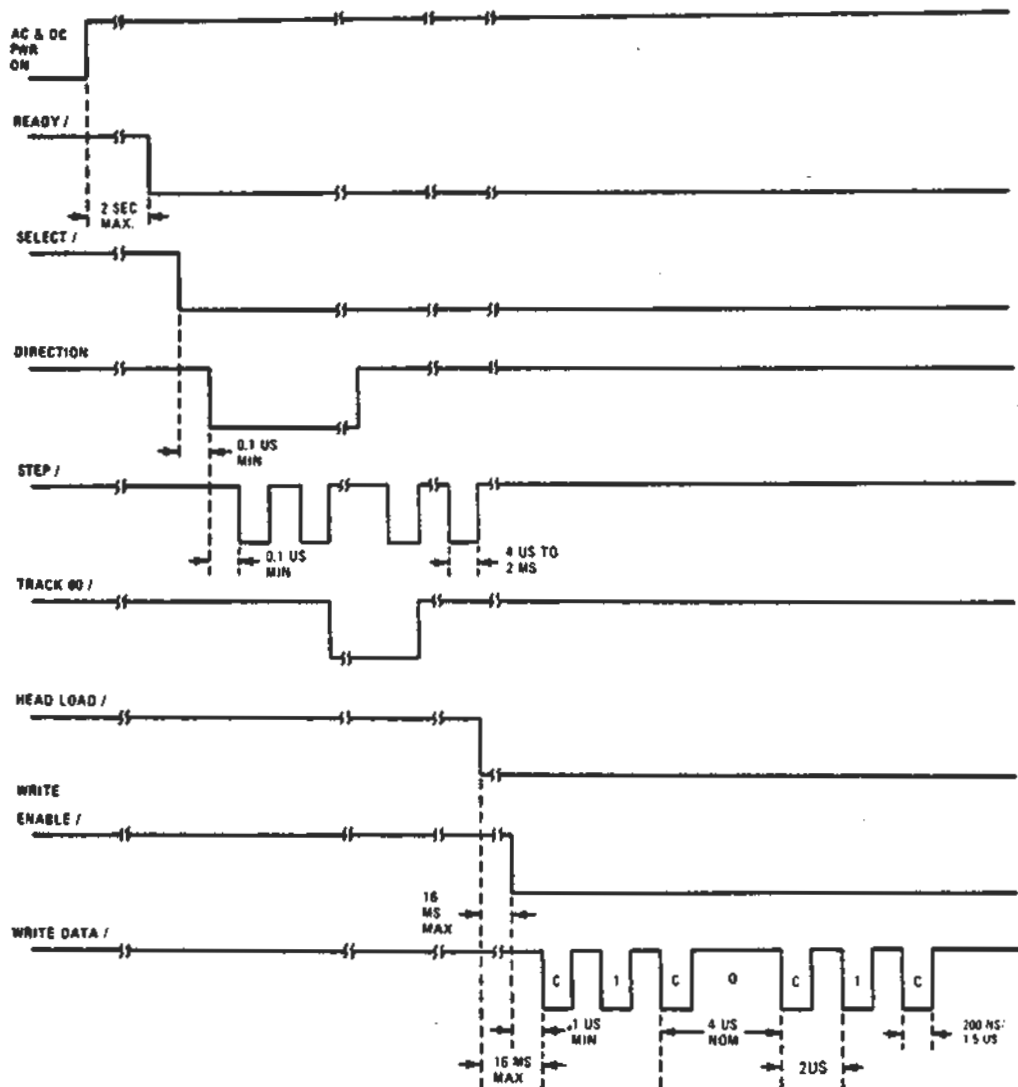 AC & DC
PWR
ON
READY /
2 SEC
MAX.
SELECT /
DIRECTION
0.1 US
MIN
STEP /
0.1 US
MIN
4 US TO
2 MS
TRACK 00 /
HEAD LOAD /
WRITE
ENABLE /
16
MS
MAX
WRITE DATA /
C
1
C
0
C
1
C
.1 US
MIN
4 US
NOM
200 NS/
1.5 US
16 MS
MAX
2US